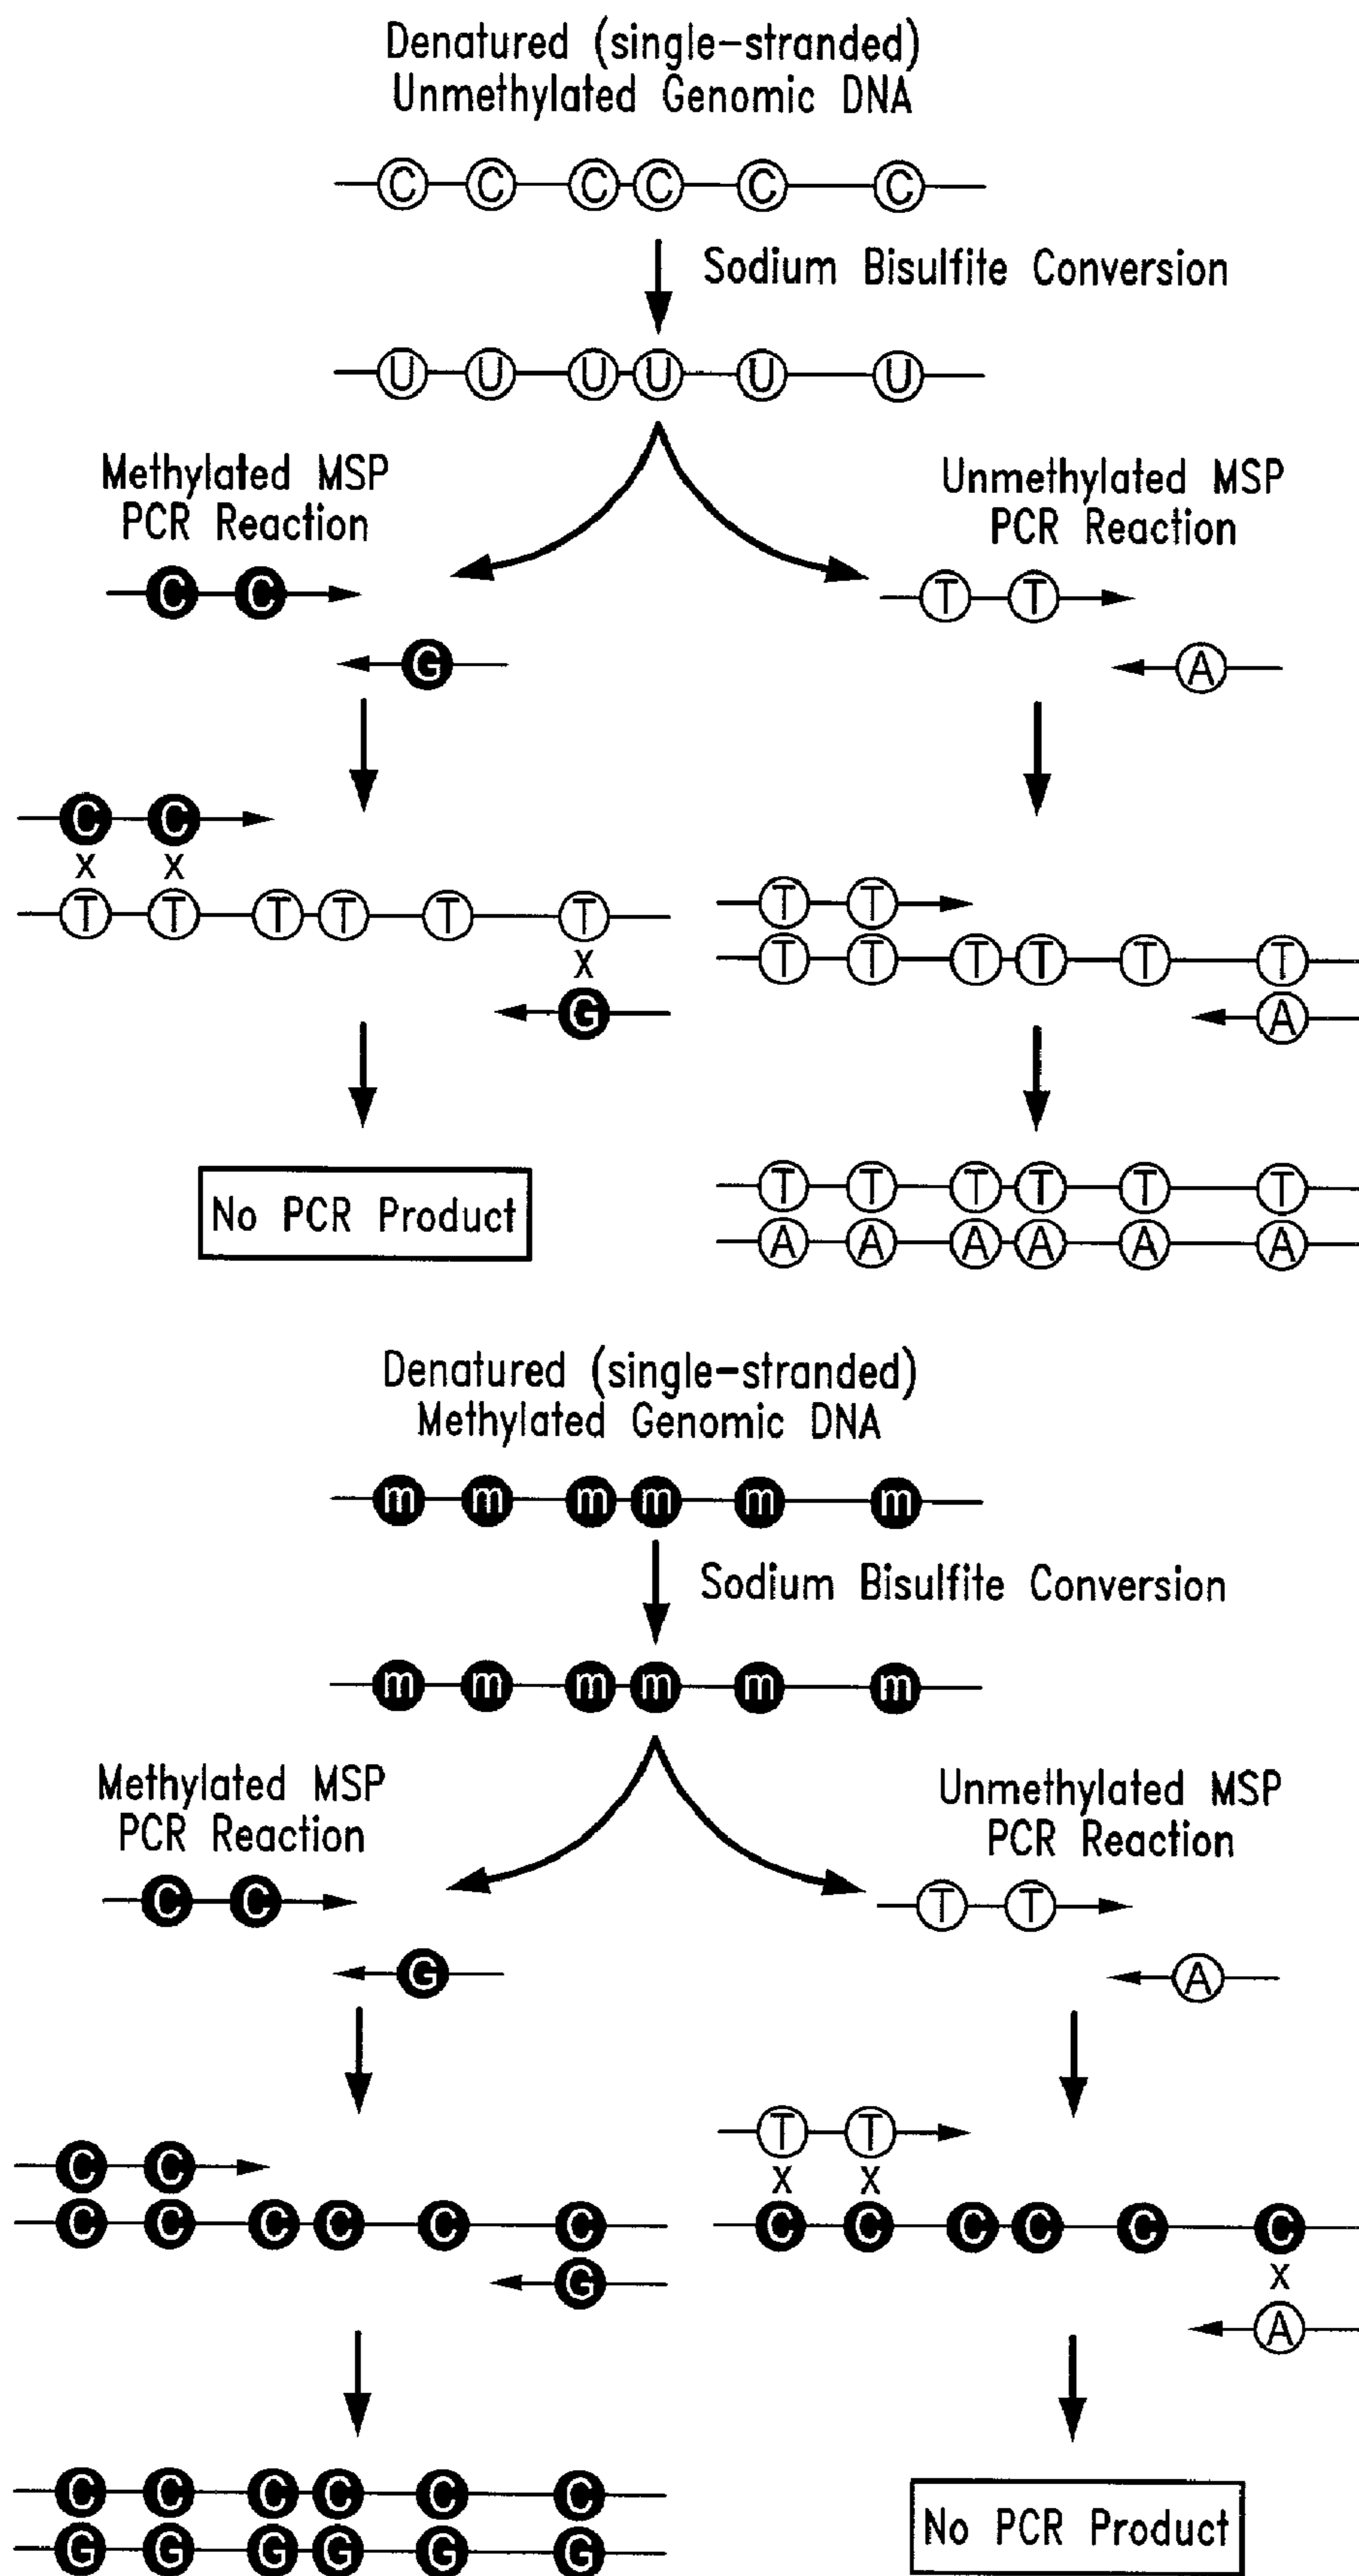 Denatured (single-stranded)
Unmethylated Genomic DNA
C C C C C C
Sodium Bisulfite Conversion
U U U U U U
Methylated MSP
PCR Reaction
C C
G
Unmethylated MSP
PCR Reaction
T T
A
C C
x x
T T T T T T
x
G
No PCR Product
T T
T T T T T T
A
T T T T T T
A A A A A A
Denatured (single-stranded)
Methylated Genomic DNA
m m m m m m
Sodium Bisulfite Conversion
m m m m m m
Methylated MSP
PCR Reaction
C C
G
Unmethylated MSP
PCR Reaction
T T
A
C C
C C C C C C
G
C C C C C C
G G G G G G
T T
x x
C C C C C C
x
A
No PCR Product